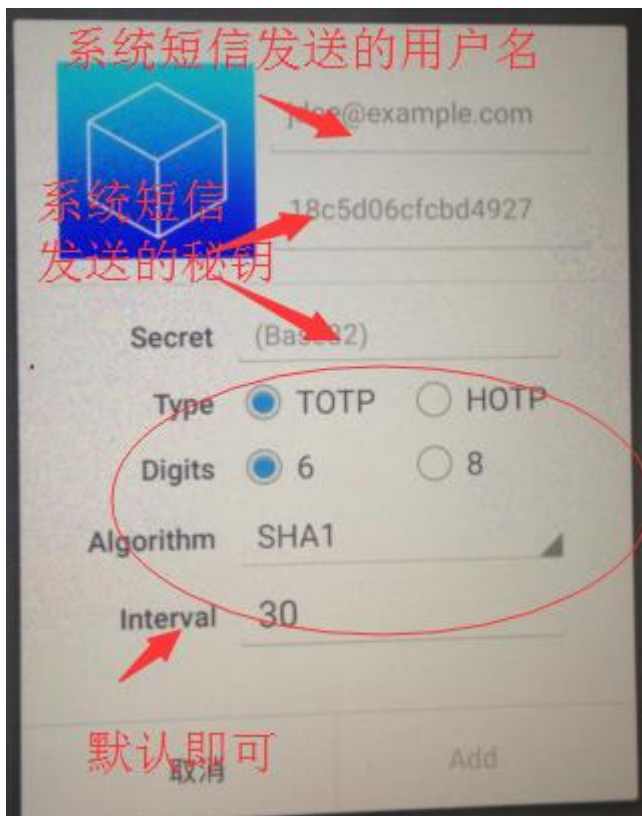 系统短信发送的用户名
jdoe@example.com
系统短信
发送的秘钥
18c5d06cfcbd4927
Secret (Base32)
Type TOTP HOTP
Digits 6 8
Algorithm SHA1
Interval 30
默认即可
取消 Add